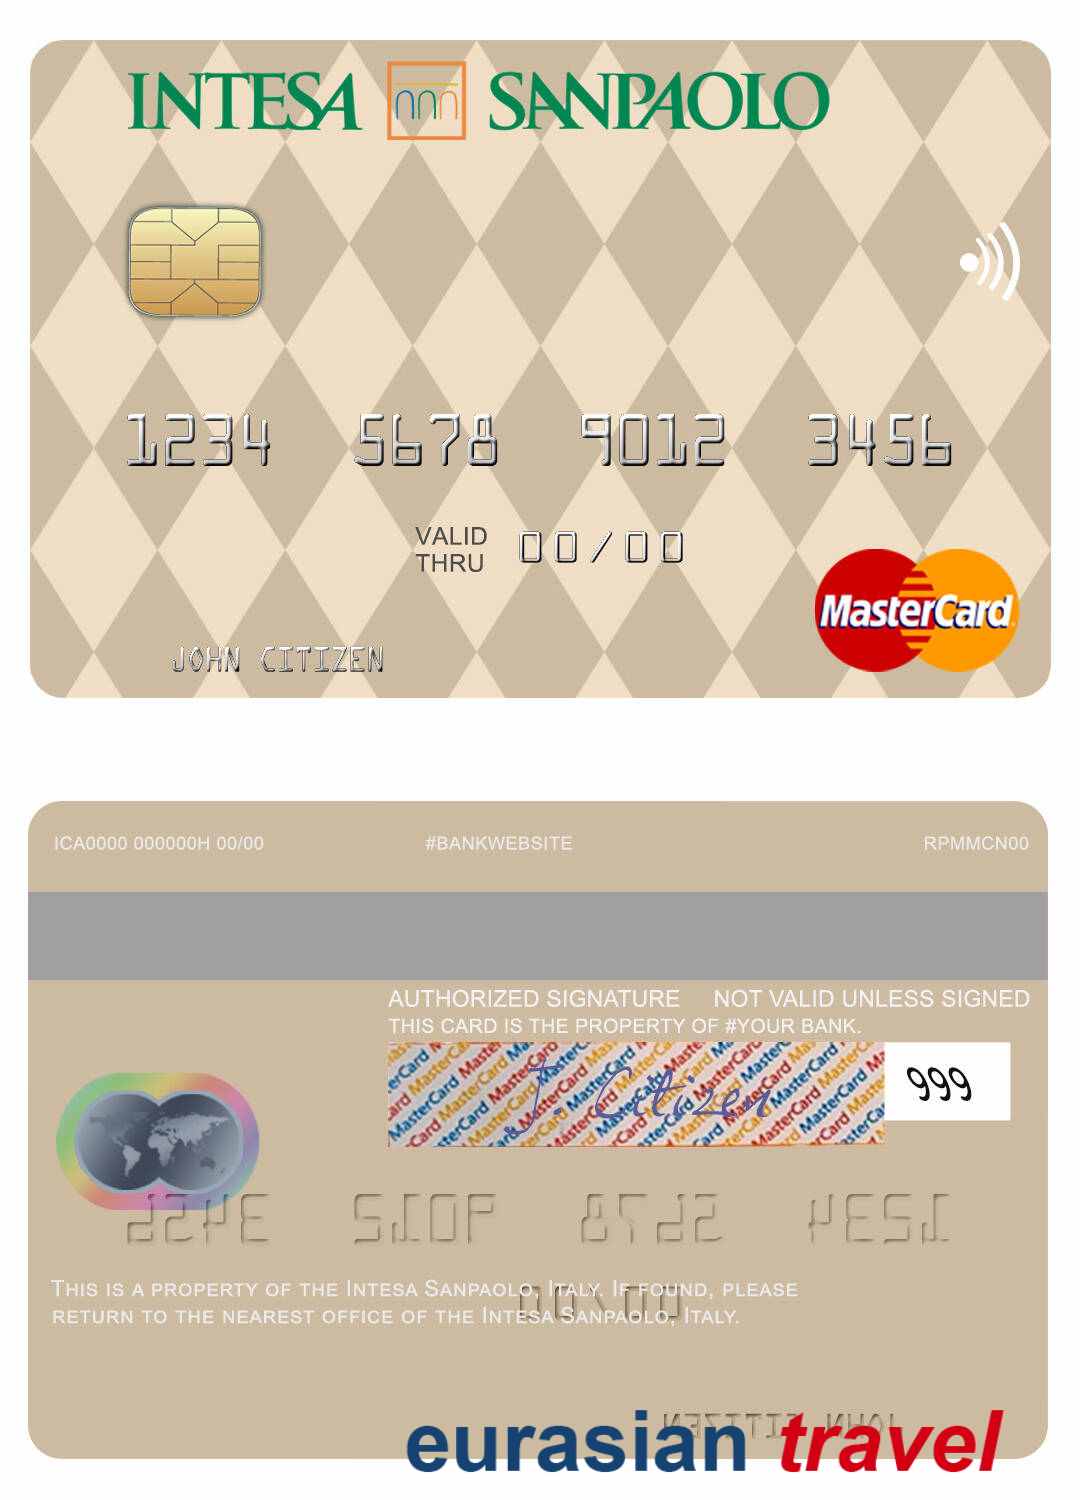 INTESA SANPAOLO
1234 5678 9012 3456
VALID
THRU 00/00
MasterCard
JOHN CITIZEN
ICA0000 000000H 00/00 #BANKWEBSITE RPMMCN00
AUTHORIZED SIGNATURE NOT VALID UNLESS SIGNED
THIS CARD IS THE PROPERTY OF #YOUR BANK.
J. Citizen 999
THIS IS A PROPERTY OF THE INTESA SANPAOLO, ITALY. IF FOUND, PLEASE
RETURN TO THE NEAREST OFFICE OF THE INTESA SANPAOLO, ITALY.
eurasian travel